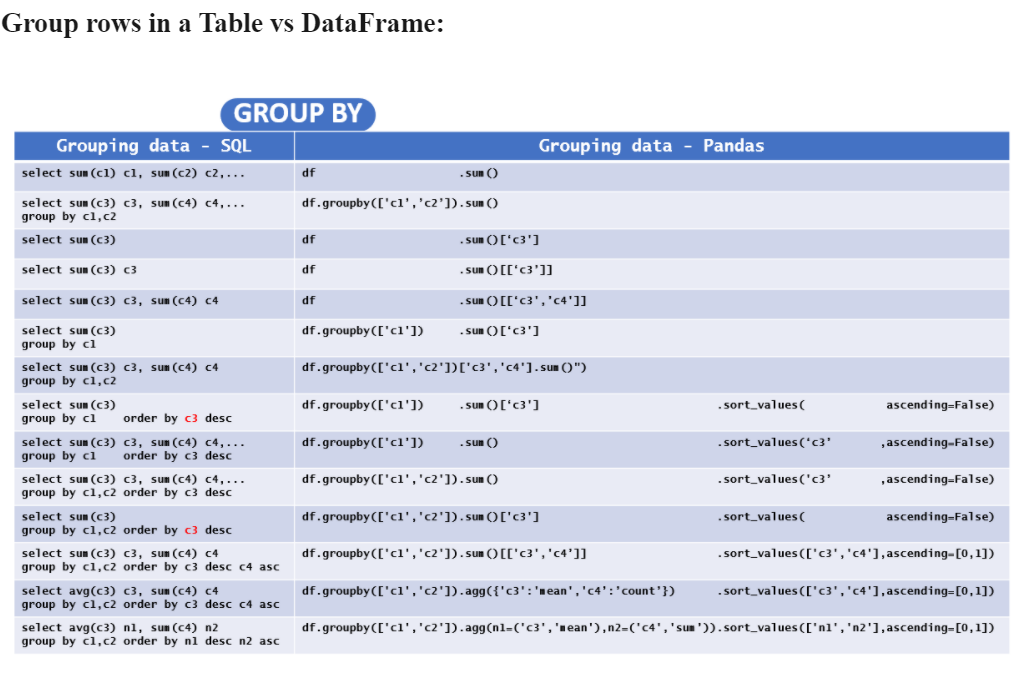 Group rows in a Table vs DataFrame:
GROUP BY
Grouping data - SQL    Grouping data - Pandas
select sum(c1) c1, sum(c2) c2,...    df    .sum()
select sum(c3) c3, sum(c4) c4,...    df.groupby(['c1','c2']).sum()
group by c1,c2
select sum(c3)    df    .sum()['c3']
select sum(c3) c3    df    .sum()[['c3']]
select sum(c3) c3, sum(c4) c4    df    .sum()[['c3','c4']]
select sum(c3)    df.groupby(['c1'])    .sum()['c3']
group by c1
select sum(c3) c3, sum(c4) c4    df.groupby(['c1','c2'])['c3','c4'].sum()")
group by c1,c2
select sum(c3)    df.groupby(['c1'])    .sum()['c3']    .sort_values(    ascending=False)
group by c1    order by c3 desc
select sum(c3) c3, sum(c4) c4,...    df.groupby(['c1'])    .sum()    .sort_values('c3'    ,ascending=False)
group by c1    order by c3 desc
select sum(c3) c3, sum(c4) c4,...    df.groupby(['c1','c2']).sum()    .sort_values('c3'    ,ascending=False)
group by c1,c2 order by c3 desc
select sum(c3)    df.groupby(['c1','c2']).sum()['c3']    .sort_values(    ascending=False)
group by c1,c2 order by c3 desc
select sum(c3) c3, sum(c4) c4    df.groupby(['c1','c2']).sum()[['c3','c4']]    .sort_values(['c3','c4'],ascending=[0,1])
group by c1,c2 order by c3 desc c4 asc
select avg(c3) c3, sum(c4) c4    df.groupby(['c1','c2']).agg({'c3':'mean','c4':'count'})    .sort_values(['c3','c4'],ascending=[0,1])
group by c1,c2 order by c3 desc c4 asc
select avg(c3) n1, sum(c4) n2    df.groupby(['c1','c2']).agg(n1=('c3','mean'),n2=('c4','sum')).sort_values(['n1','n2'],ascending=[0,1])
group by c1,c2 order by n1 desc n2 asc